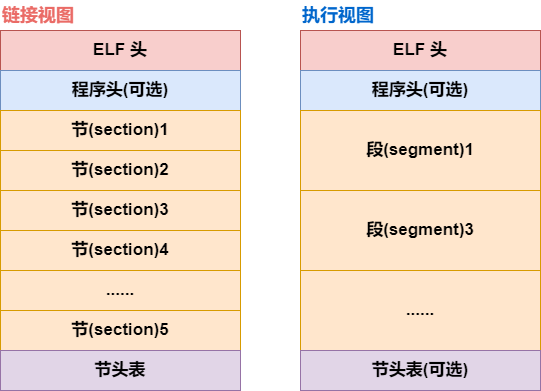 链接视图
ELF 头
程序头(可选)
节(section)1
节(section)2
节(section)3
节(section)4
......
节(section)5
节头表
执行视图
ELF 头
程序头(可选)
段(segment)1
段(segment)3
......
节头表(可选)